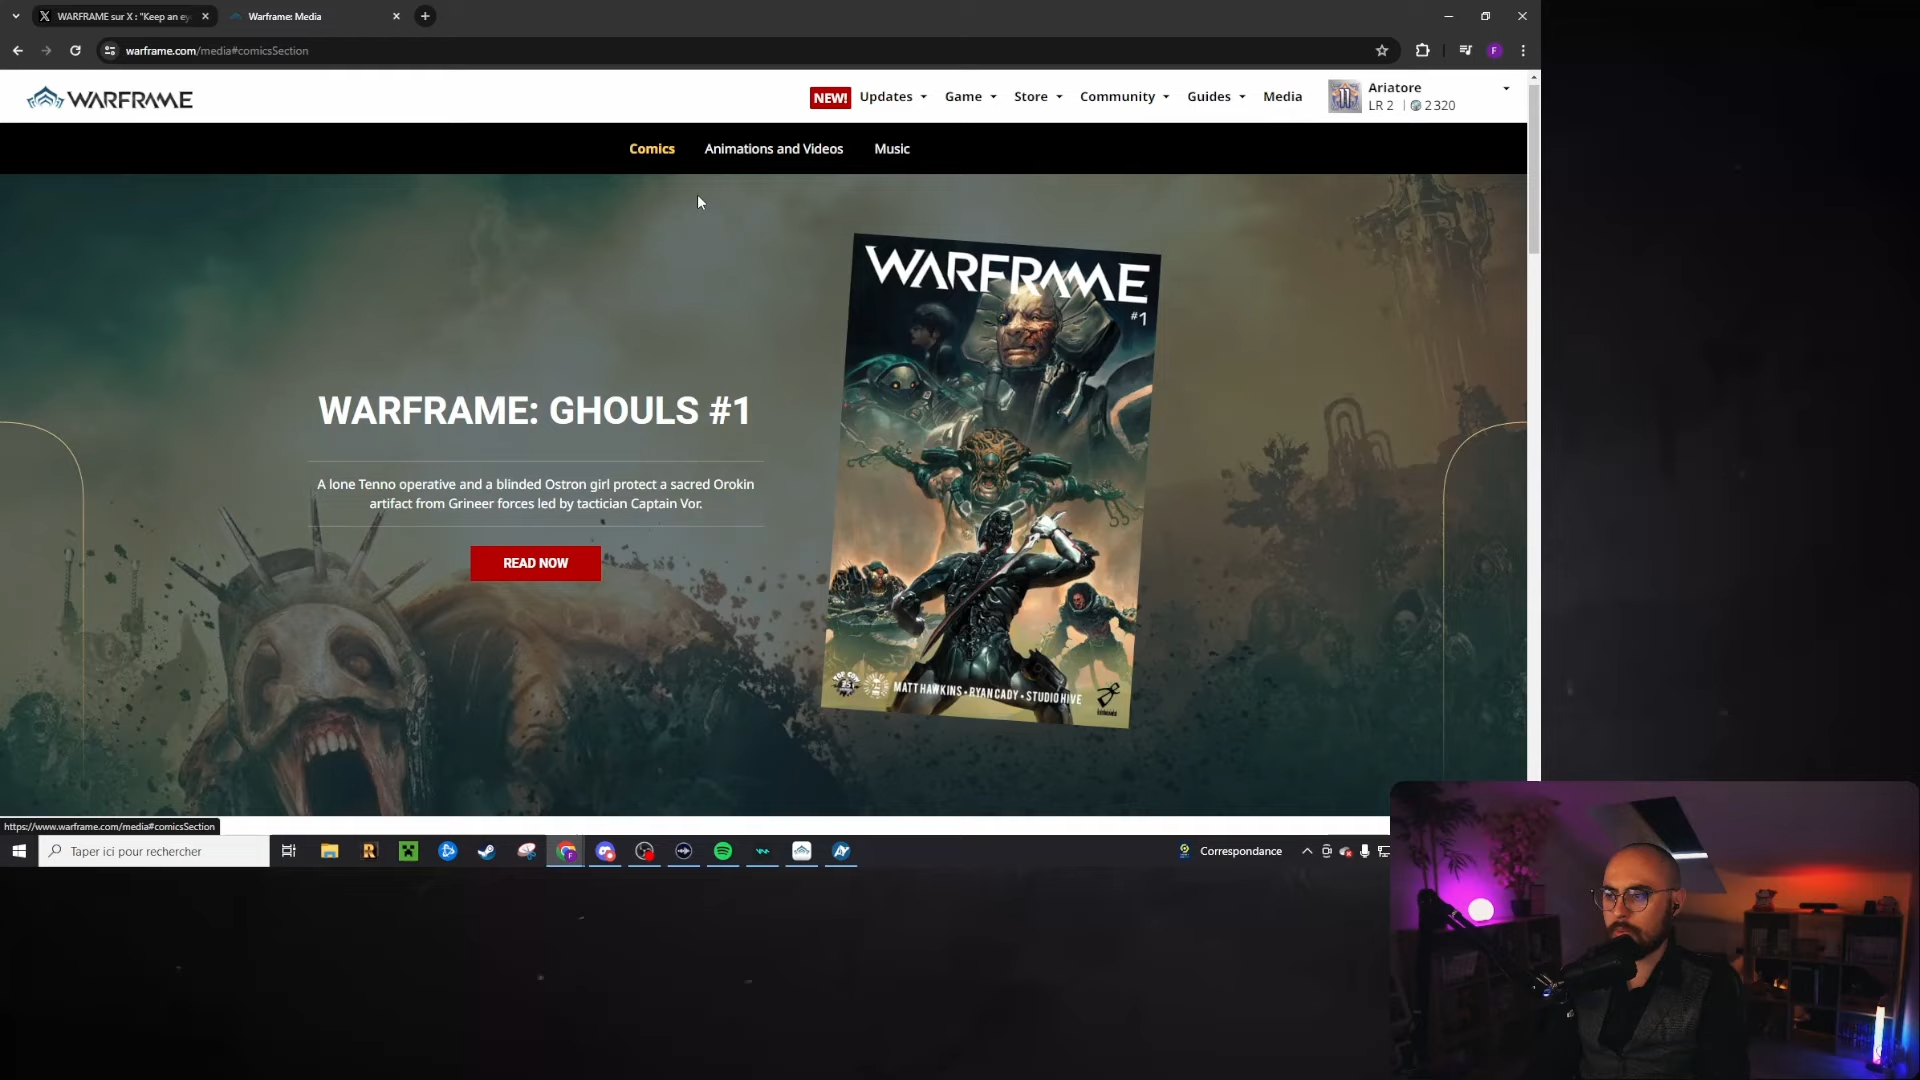 WARFRAME sur X : "Keep an ey
Warframe: Media
warframe.com/media#comicsSection
F
WARFRAME
NEW!
Updates
Game
Store
Community
Guides
Media
Ariatore
LR 2 | 2 320
Comics
Animations and Videos
Music
WARFRAME
#1
WARFRAME: GHOULS #1
A lone Tenno operative and a blinded Ostron girl protect a sacred Orokin
artifact from Grineer forces led by tactician Captain Vor.
READ NOW
MATT HAWKINS • RYAN CADY • STUDIO HIVE
https://www.warframe.com/media#comicsSection
Taper ici pour rechercher
Correspondance